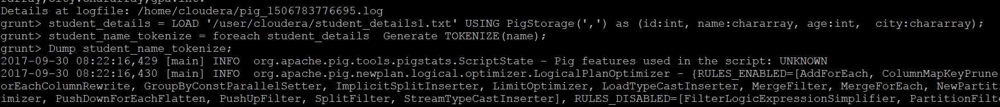 Details at logfile: /home/cloudera/pig_1506783776695.log
grunt> student_details = LOAD '/user/cloudera/student_details1.txt' USING PigStorage(',') as (id:int, name:chararray, age:int,  city:chararray);
grunt> student_name_tokenize = foreach student_details  Generate TOKENIZE(name);
grunt> Dump student_name_tokenize;
2017-09-30 08:22:16,429 [main] INFO  org.apache.pig.tools.pigstats.ScriptState - Pig features used in the script: UNKNOWN
2017-09-30 08:22:16,430 [main] INFO  org.apache.pig.newplan.logical.optimizer.LogicalPlanOptimizer - {RULES_ENABLED=[AddForEach, ColumnMapKeyPrune
orEachColumnRewrite, GroupByConstParallelSetter, ImplicitSplitInserter, LimitOptimizer, LoadTypeCastInserter, MergeFilter, MergeForEach, NewPartiti
imizer, PushDownForEachFlatten, PushUpFilter, SplitFilter, StreamTypeCastInserter], RULES_DISABLED=[FilterLogicExpressionSimplifier, PartitionFilte